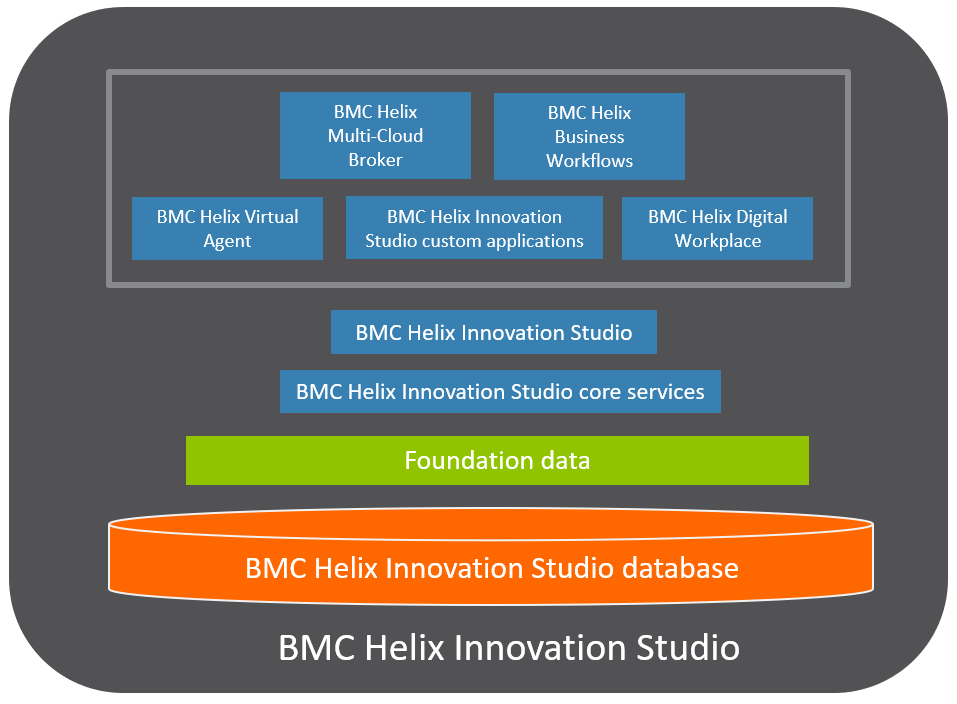 BMC Helix
Multi-Cloud
Broker
BMC Helix
Business
Workflows
BMC Helix Virtual
Agent
BMC Helix Innovation
Studio custom applications
BMC Helix Digital
Workplace
BMC Helix Innovation Studio
BMC Helix Innovation Studio core services
Foundation data
BMC Helix Innovation Studio database
BMC Helix Innovation Studio